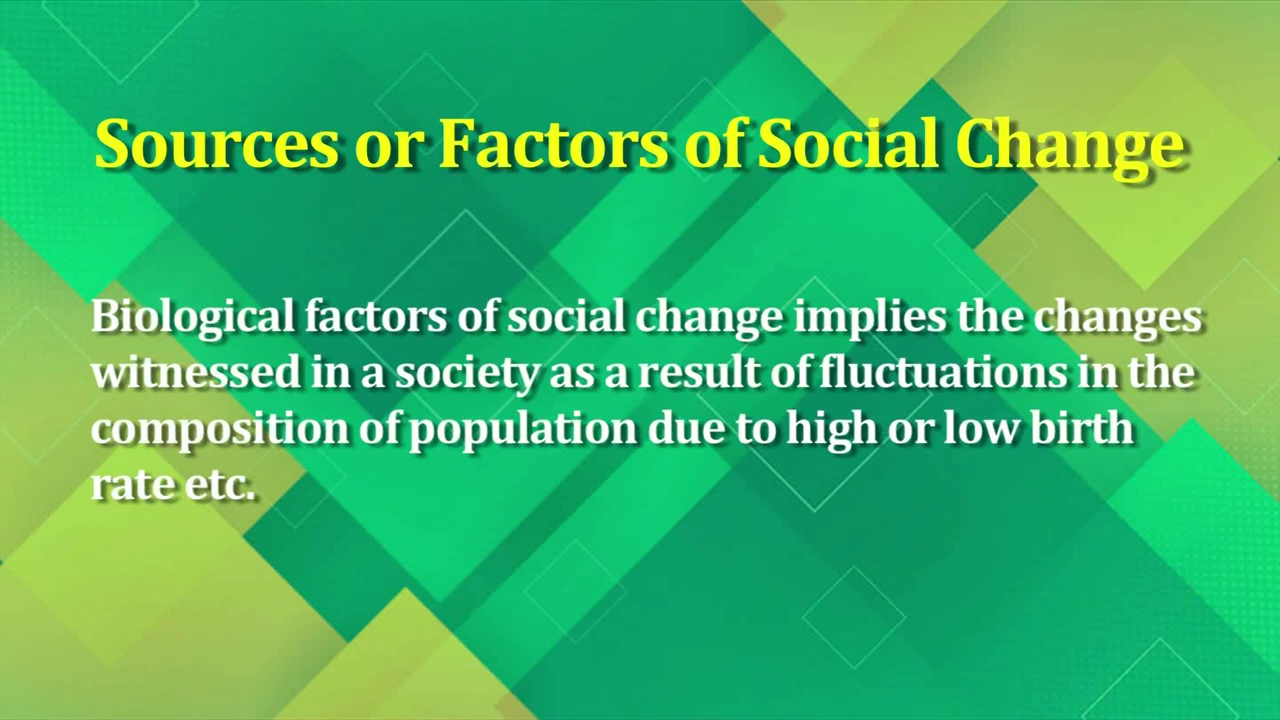 Sources or Factors of Social Change
Biological factors of social change implies the changes
witnessed in a society as a result of fluctuations in the
composition of population due to high or low birth
rate etc.